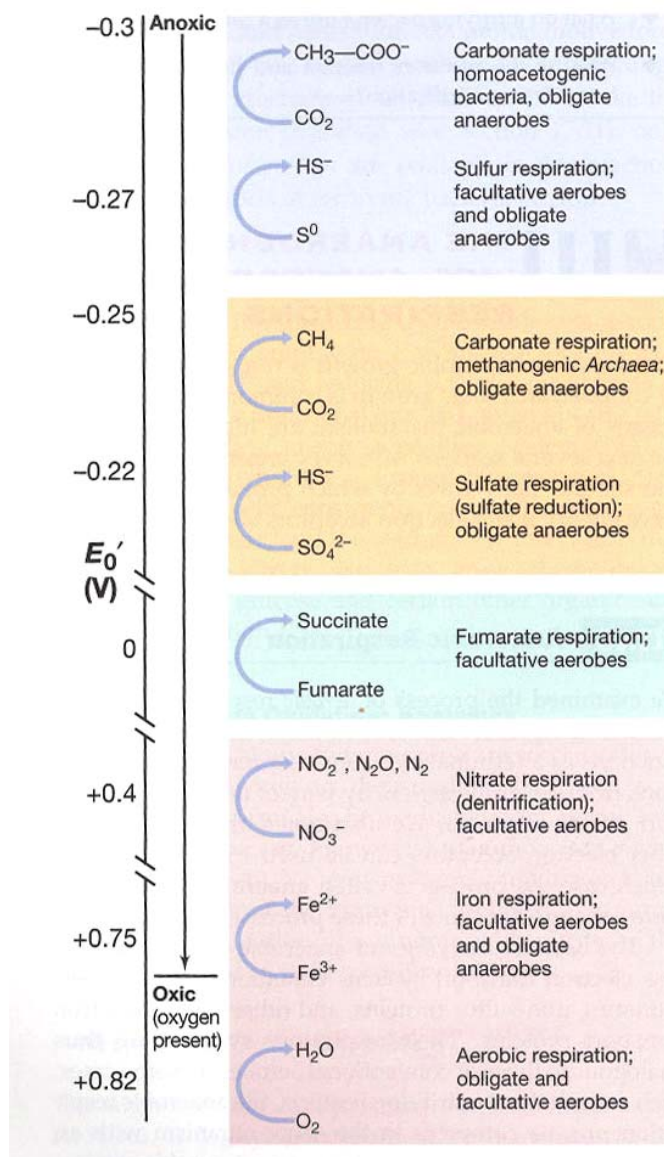 −0.3
Anoxic
CH3—COO⁻
CO₂
Carbonate respiration;
homoacetogenic
bacteria, obligate
anaerobes
−0.27
HS⁻
S⁰
Sulfur respiration;
facultative aerobes
and obligate
anaerobes
−0.25
CH₄
CO₂
Carbonate respiration;
methanogenic Archaea;
obligate anaerobes
−0.22
HS⁻
SO₄²⁻
Sulfate respiration
(sulfate reduction);
obligate anaerobes
E₀′
(V)
0
Succinate
Fumarate
Fumarate respiration;
facultative aerobes
+0.4
NO₂⁻, N₂O, N₂
NO₃⁻
Nitrate respiration
(denitrification);
facultative aerobes
+0.75
Fe²⁺
Fe³⁺
Iron respiration;
facultative aerobes
and obligate
anaerobes
Oxic
(oxygen
present)
+0.82
H₂O
O₂
Aerobic respiration;
obligate and
facultative aerobes